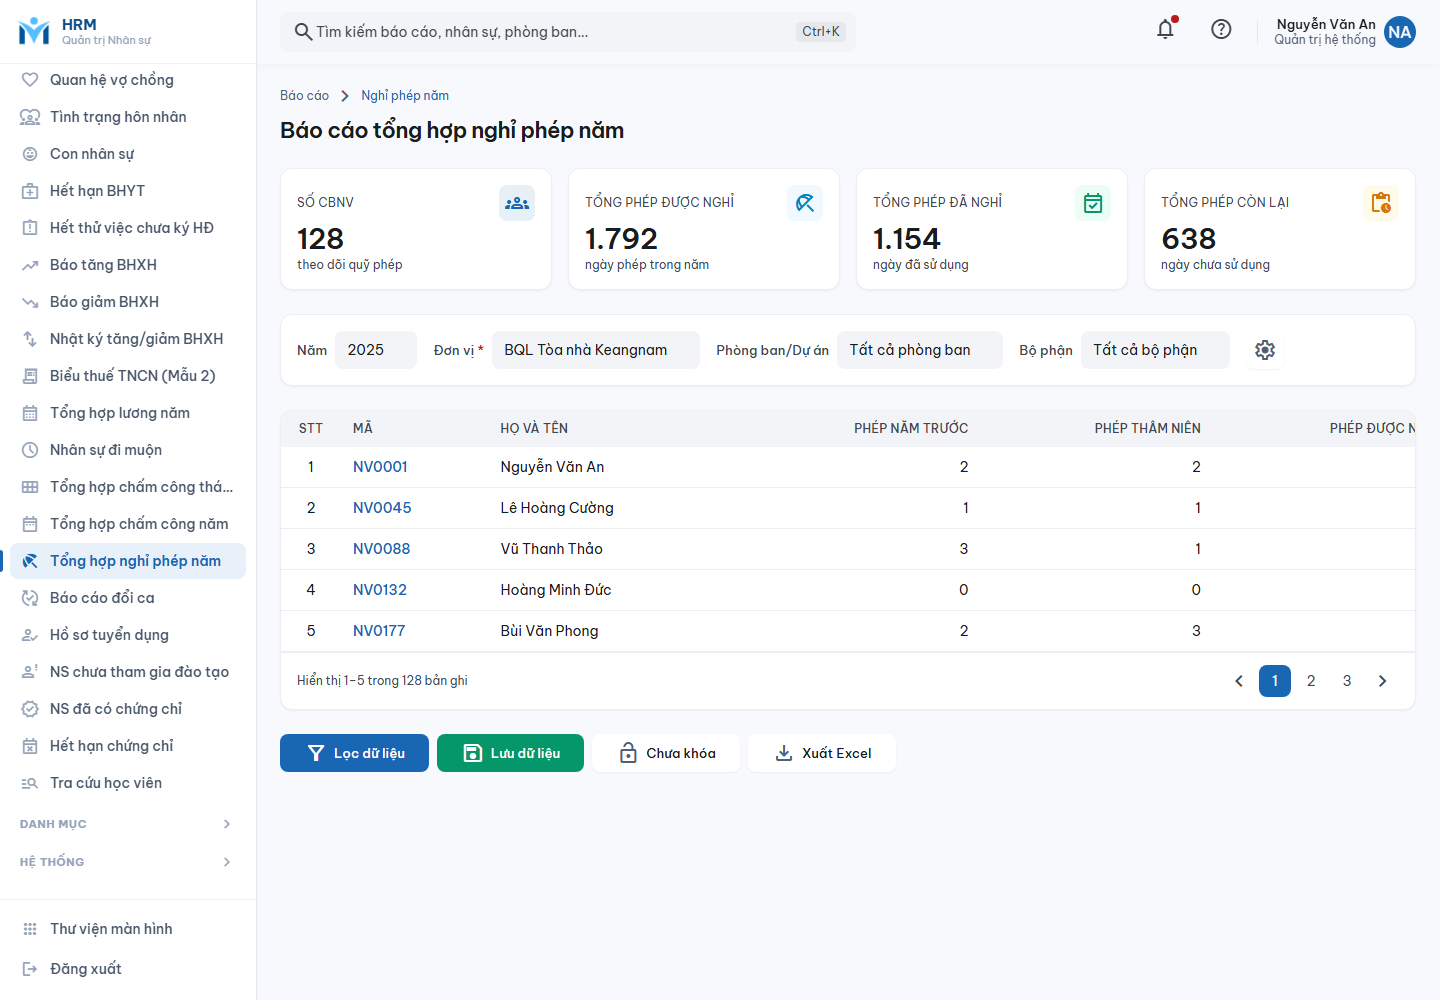 HRM
Quản trị Nhân sự
Quan hệ vợ chồng
Tình trạng hôn nhân
Con nhân sự
Hết hạn BHYT
Hết thử việc chưa ký HĐ
Báo tăng BHXH
Báo giảm BHXH
Nhật ký tăng/giảm BHXH
Biểu thuế TNCN (Mẫu 2)
Tổng hợp lương năm
Nhân sự đi muộn
Tổng hợp chấm công thá...
Tổng hợp chấm công năm
Tổng hợp nghỉ phép năm
Báo cáo đổi ca
Hồ sơ tuyển dụng
NS chưa tham gia đào tạo
NS đã có chứng chỉ
Hết hạn chứng chỉ
Tra cứu học viên
DANH MỤC
HỆ THỐNG
Thư viện màn hình
Đăng xuất
Tìm kiếm báo cáo, nhân sự, phòng ban... Ctrl+K
Nguyễn Văn An
Quản trị hệ thống
NA
Báo cáo Nghỉ phép năm
Báo cáo tổng hợp nghỉ phép năm
SỐ CBNV
128
theo dõi quỹ phép
TỔNG PHÉP ĐƯỢC NGHỈ
1.792
ngày phép trong năm
TỔNG PHÉP ĐÃ NGHỈ
1.154
ngày đã sử dụng
TỔNG PHÉP CÒN LẠI
638
ngày chưa sử dụng
Năm 2025 Đơn vị * BQL Tòa nhà Keangnam Phòng ban/Dự án Tất cả phòng ban Bộ phận Tất cả bộ phận
STT MÃ HỌ VÀ TÊN PHÉP NĂM TRƯỚC PHÉP THÂM NIÊN PHÉP ĐƯỢC N
1 NV0001 Nguyễn Văn An 2 2
2 NV0045 Lê Hoàng Cường 1 1
3 NV0088 Vũ Thanh Thảo 3 1
4 NV0132 Hoàng Minh Đức 0 0
5 NV0177 Bùi Văn Phong 2 3
Hiển thị 1–5 trong 128 bản ghi 1 2 3
Lọc dữ liệu Lưu dữ liệu Chưa khóa Xuất Excel